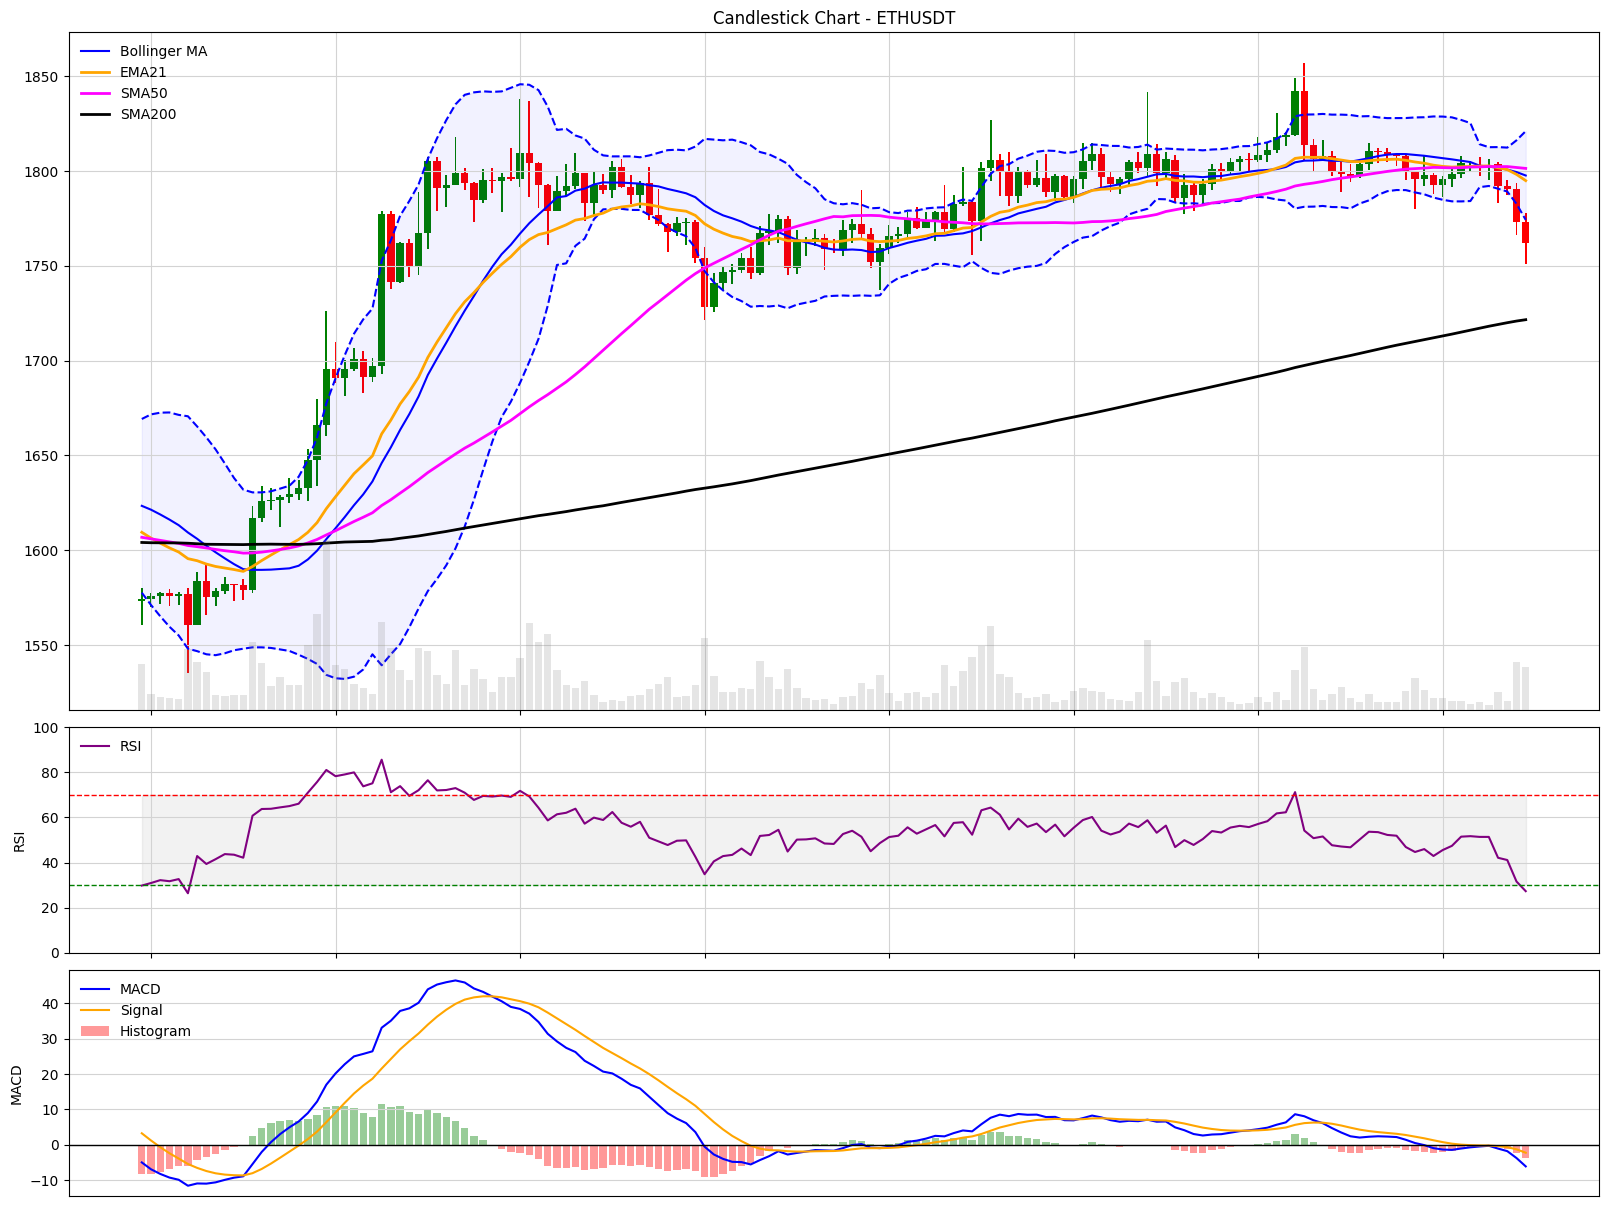 Candlestick Chart - ETHUSDT
Bollinger MA
EMA21
SMA50
SMA200
1850
1800
1750
1700
1650
1600
1550
RSI
100
80
60
40
20
0
RSI
MACD
Signal
Histogram
40
30
20
10
0
−10
MACD